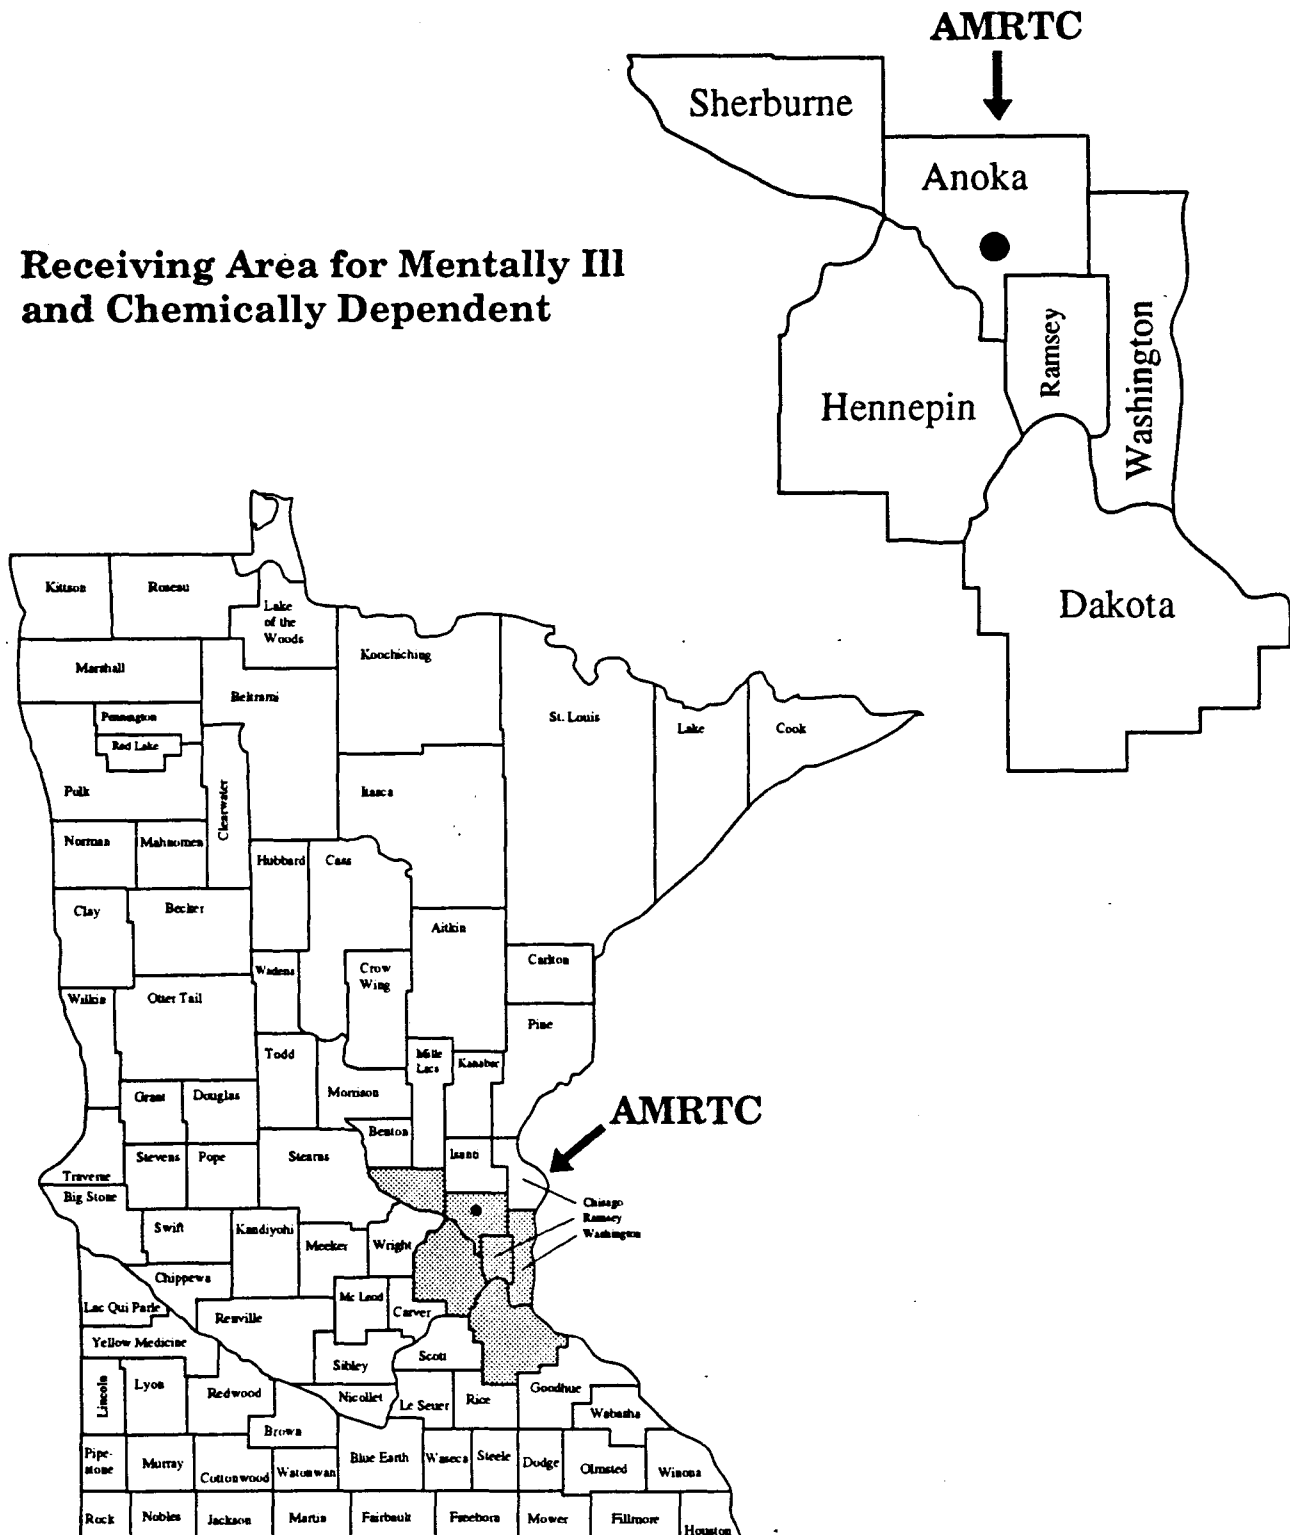 AMRTC
Sherburne
Anoka
Receiving Area for Mentally Ill
and Chemically Dependent
Ramsey
Washington
Hennepin
Dakota
Kittson
Roseau
Lake
of the
Woods
Koochiching
Marshall
Beltrami
Pennington
Red Lake
St. Louis
Lake
Cook
Polk
Itasca
Clearwater
Norman
Mahnomen
Hubbard
Cass
Clay
Becker
Aitkin
Carlton
Wadena
Crow
Wing
Wilkin
Otter Tail
Pine
Todd
Mille
Lacs
Kanabec
Morrison
Grant
Douglas
AMRTC
Benton
Isanti
Stevens
Pope
Stearns
Traverse
Big Stone
Chisago
Ramsey
Washington
Swift
Kandiyohi
Meeker
Wright
Chippewa
Mc Leod
Lac Qui Parle
Renville
Carver
Yellow Medicine
Sibley
Scott
Lincoln
Lyon
Redwood
Nicollet
Le Seuer
Rice
Goodhue
Wabasha
Brown
Pipe-
stone
Murray
Cottonwood
Watonwan
Blue Earth
Waseca
Steele
Dodge
Olmsted
Winona
Rock
Nobles
Jackson
Martin
Fairbault
Freeborn
Mower
Fillmore
Houston